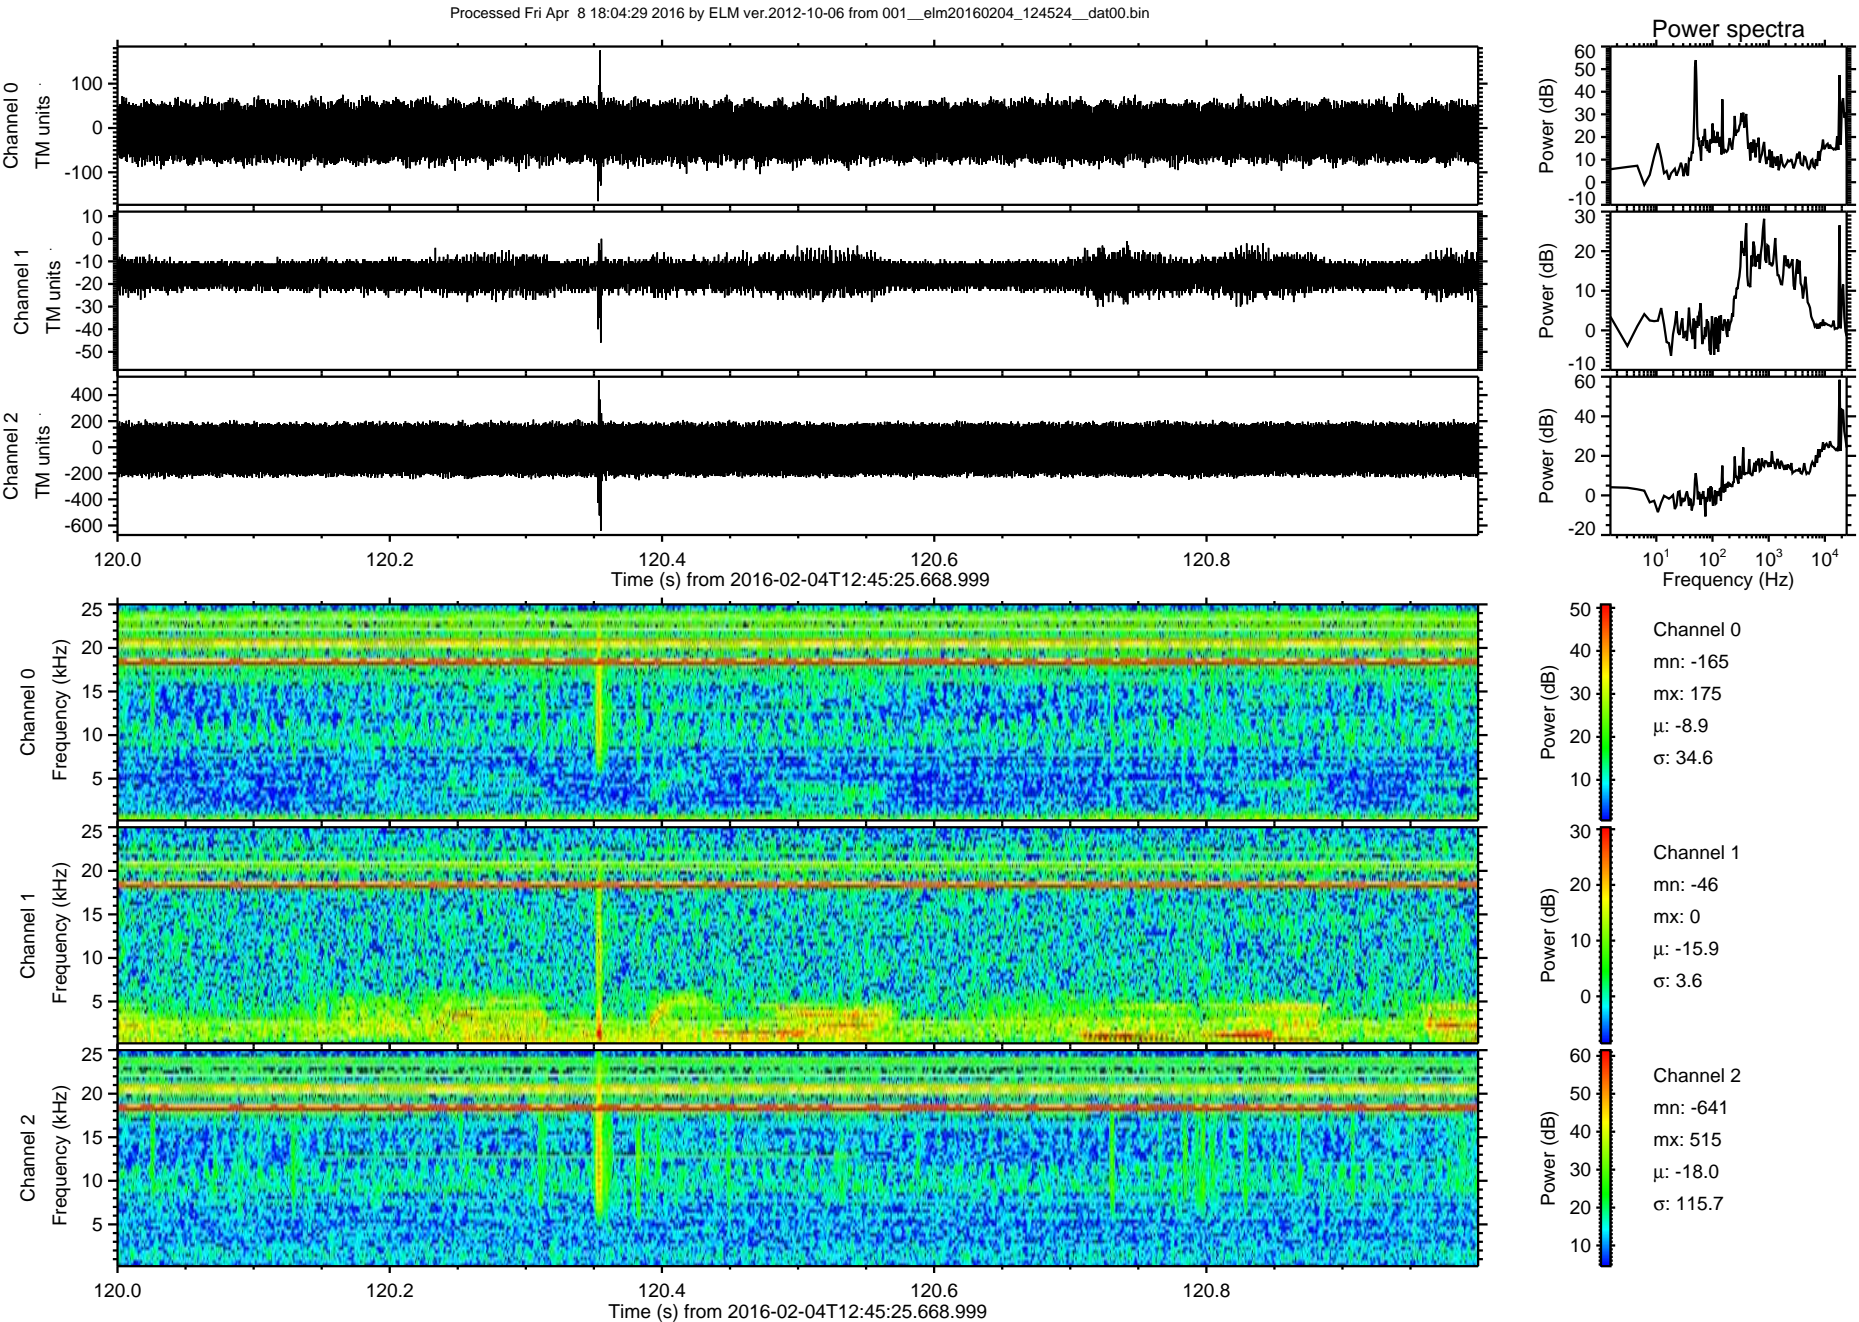 Processed Fri Apr  8 18:04:29 2016 by ELM ver.2012-10-06 from 001__elm20160204_124524__dat00.bin
Power spectra
Channel 0
TM units
100
0
-100
Power (dB)
60
50
40
30
20
10
0
-10
Channel 1
TM units
10
0
-10
-20
-30
-40
-50
Power (dB)
30
20
10
0
-10
Channel 2
TM units
400
200
0
-200
-400
-600
Power (dB)
60
40
20
0
-20
120.0 120.2 120.4 120.6 120.8
Time (s) from 2016-02-04T12:45:25.668.999
10^1 10^2 10^3 10^4
Frequency (Hz)
Channel 0
Frequency (kHz)
25
20
15
10
5
Power (dB)
50
40
30
20
10
Channel 0
mn: -165
mx: 175
μ: -8.9
σ: 34.6
Channel 1
Frequency (kHz)
25
20
15
10
5
Power (dB)
30
20
10
0
Channel 1
mn: -46
mx: 0
μ: -15.9
σ: 3.6
Channel 2
Frequency (kHz)
25
20
15
10
5
Power (dB)
60
50
40
30
20
10
Channel 2
mn: -641
mx: 515
μ: -18.0
σ: 115.7
120.0 120.2 120.4 120.6 120.8
Time (s) from 2016-02-04T12:45:25.668.999